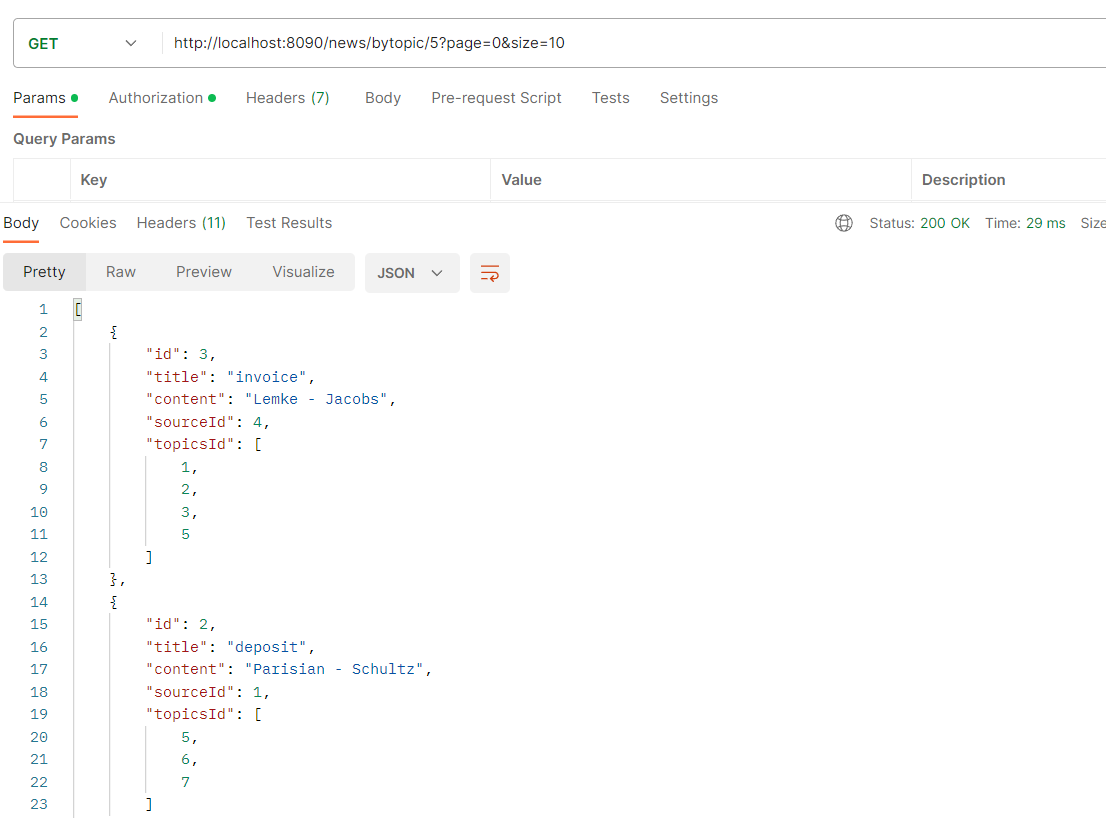 GET http://localhost:8090/news/bytopic/5?page=0&size=10
Params Authorization Headers (7) Body Pre-request Script Tests Settings
Query Params
Key Value Description
Body Cookies Headers (11) Test Results Status: 200 OK Time: 29 ms Size
Pretty Raw Preview Visualize JSON
1 [
2 {
3 "id": 3,
4 "title": "invoice",
5 "content": "Lemke - Jacobs",
6 "sourceId": 4,
7 "topicsId": [
8 1,
9 2,
10 3,
11 5
12 ]
13 },
14 {
15 "id": 2,
16 "title": "deposit",
17 "content": "Parisian - Schultz",
18 "sourceId": 1,
19 "topicsId": [
20 5,
21 6,
22 7
23 ]